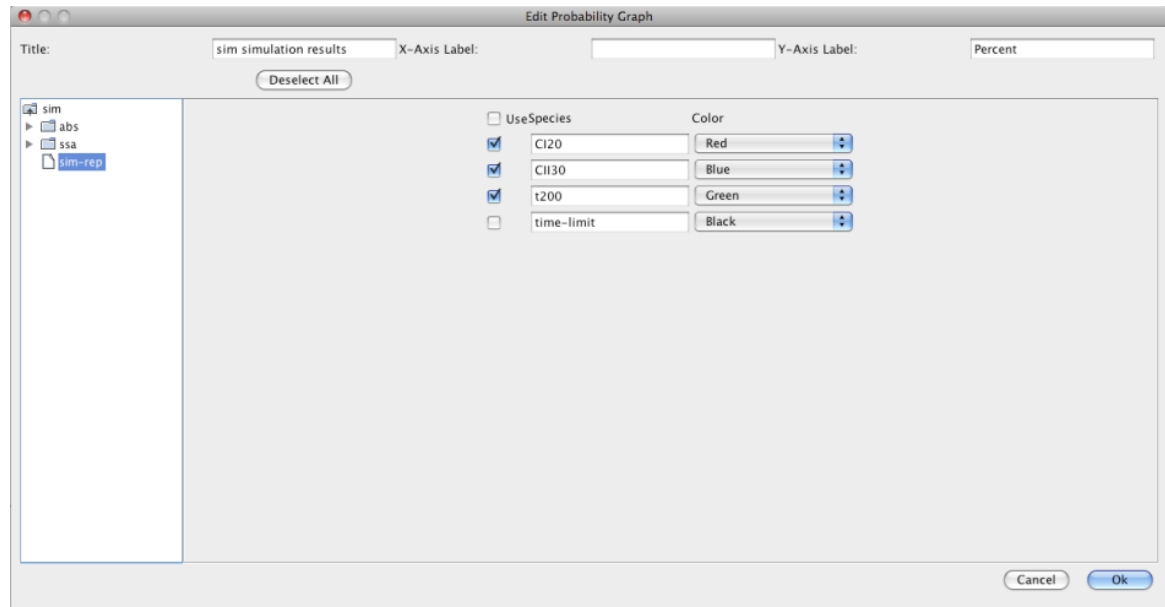 Edit Probability Graph
Title: sim simulation results X-Axis Label: Y-Axis Label: Percent
Deselect All
sim
abs
ssa
sim-rep
Use Species Color
CI20 Red
CII30 Blue
t200 Green
time-limit Black
Cancel Ok